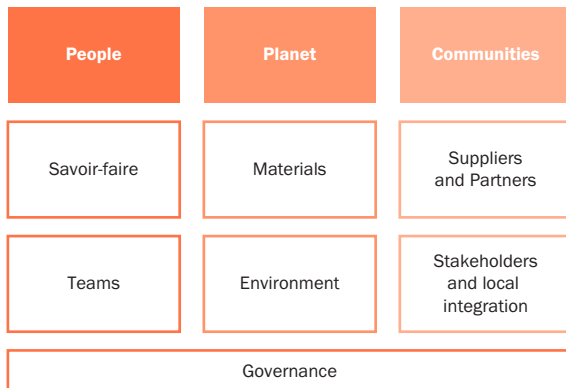 People
Planet
Communities
Savoir-faire
Materials
Suppliers
and Partners
Teams
Environment
Stakeholders
and local
integration
Governance